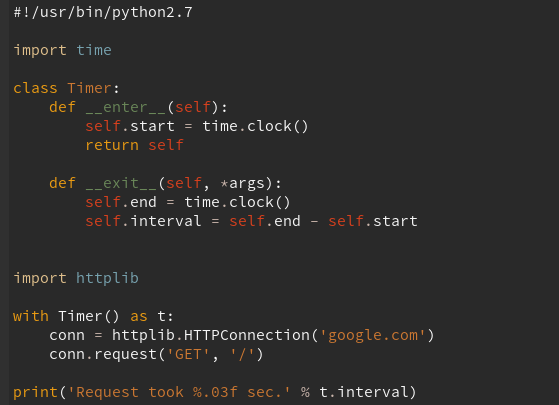 #!/usr/bin/python2.7
import time
class Timer:
    def __enter__(self):
        self.start = time.clock()
        return self
    def __exit__(self, *args):
        self.end = time.clock()
        self.interval = self.end - self.start
import httplib
with Timer() as t:
    conn = httplib.HTTPConnection('google.com')
    conn.request('GET', '/')
print('Request took %.03f sec.' % t.interval)